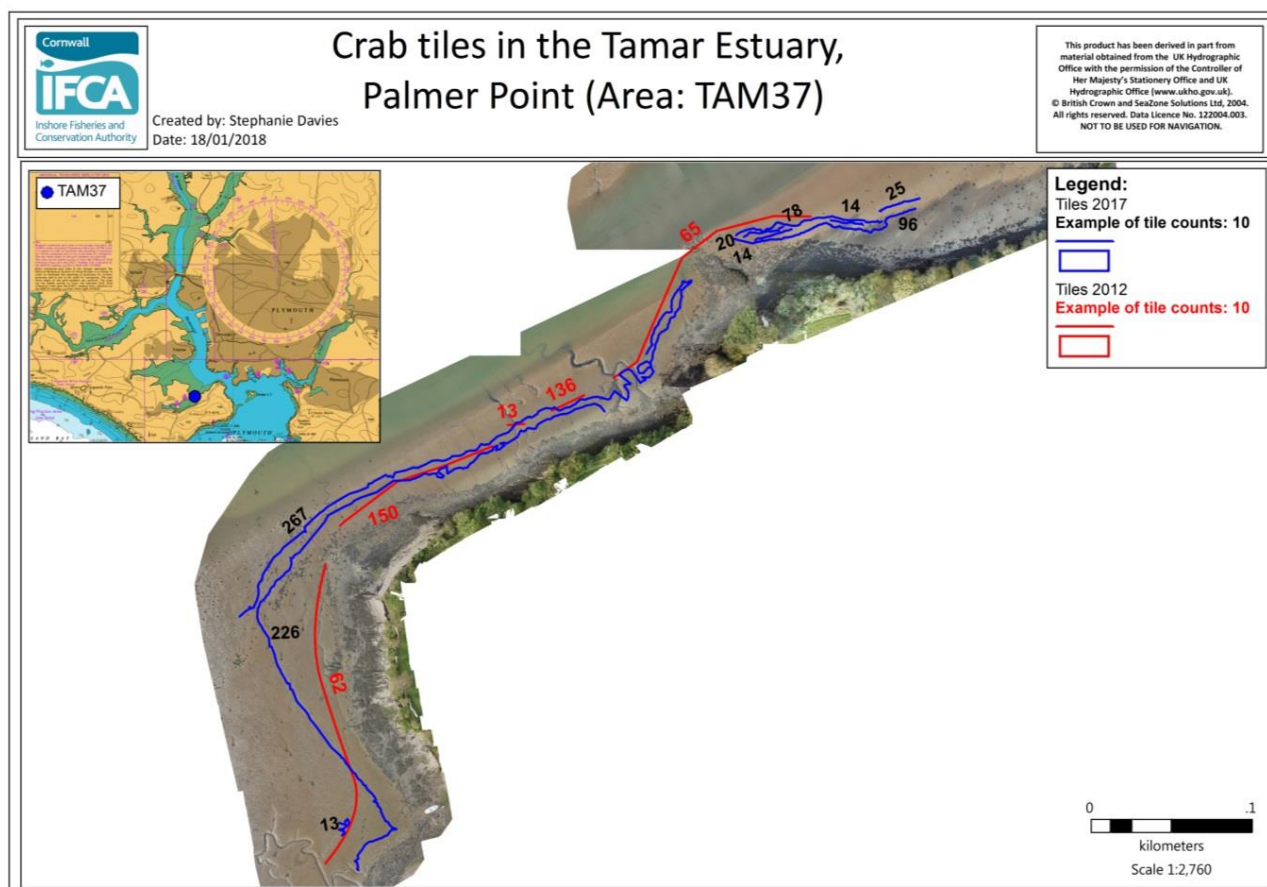 Cornwall
IFCA
Inshore Fisheries and
Conservation Authority
Created by: Stephanie Davies
Date: 18/01/2018
Crab tiles in the Tamar Estuary,
Palmer Point (Area: TAM37)
This product has been derived in part from
material obtained from the UK Hydrographic
Office with the permission of the Controller of
Her Majesty's Stationery Office and UK
Hydrographic Office (www.ukho.gov.uk).
© British Crown and SeaZone Solutions Ltd, 2004.
All rights reserved. Data Licence No. 122004.003.
NOT TO BE USED FOR NAVIGATION.
TAM37
PLYMOUTH
PLYMOUTH
Legend:
Tiles 2017
Example of tile counts: 10
Tiles 2012
Example of tile counts: 10
25
14
78
96
65
20
14
136
13
267
150
226
62
13
0 .1
kilometers
Scale 1:2,760